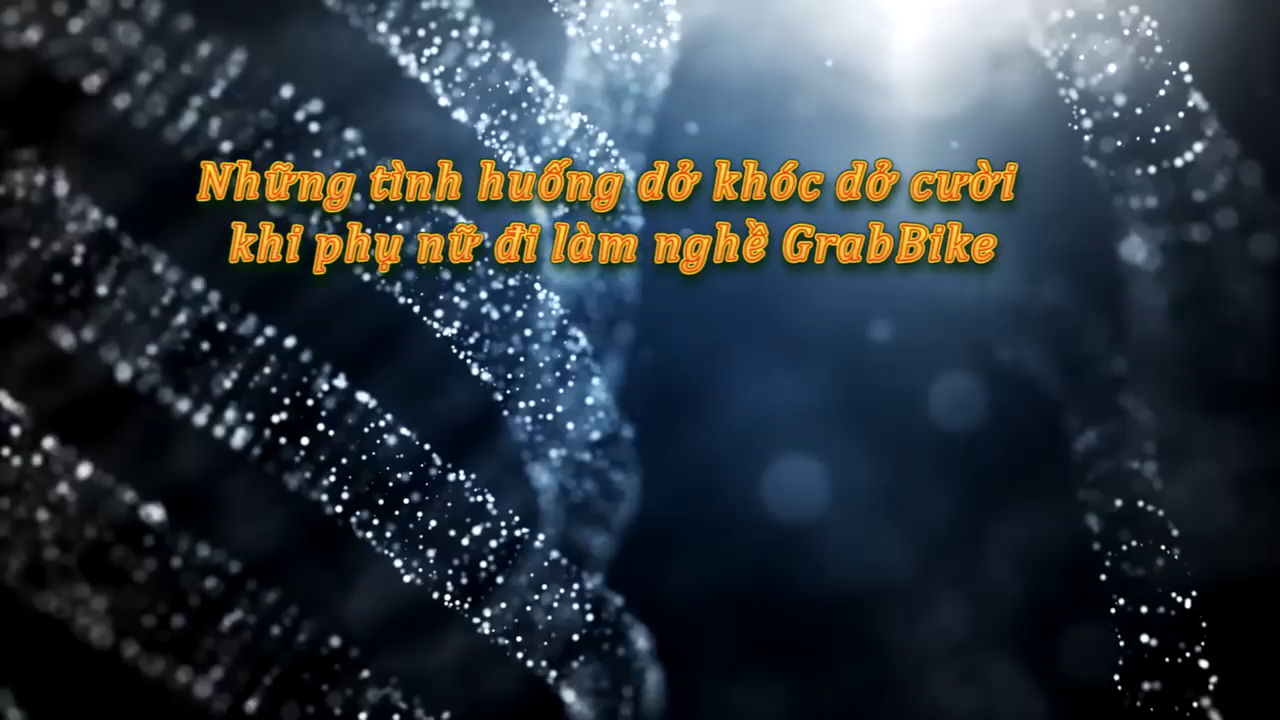 Những tình huống dở khóc dở cười
khi phụ nữ đi làm nghề GrabBike